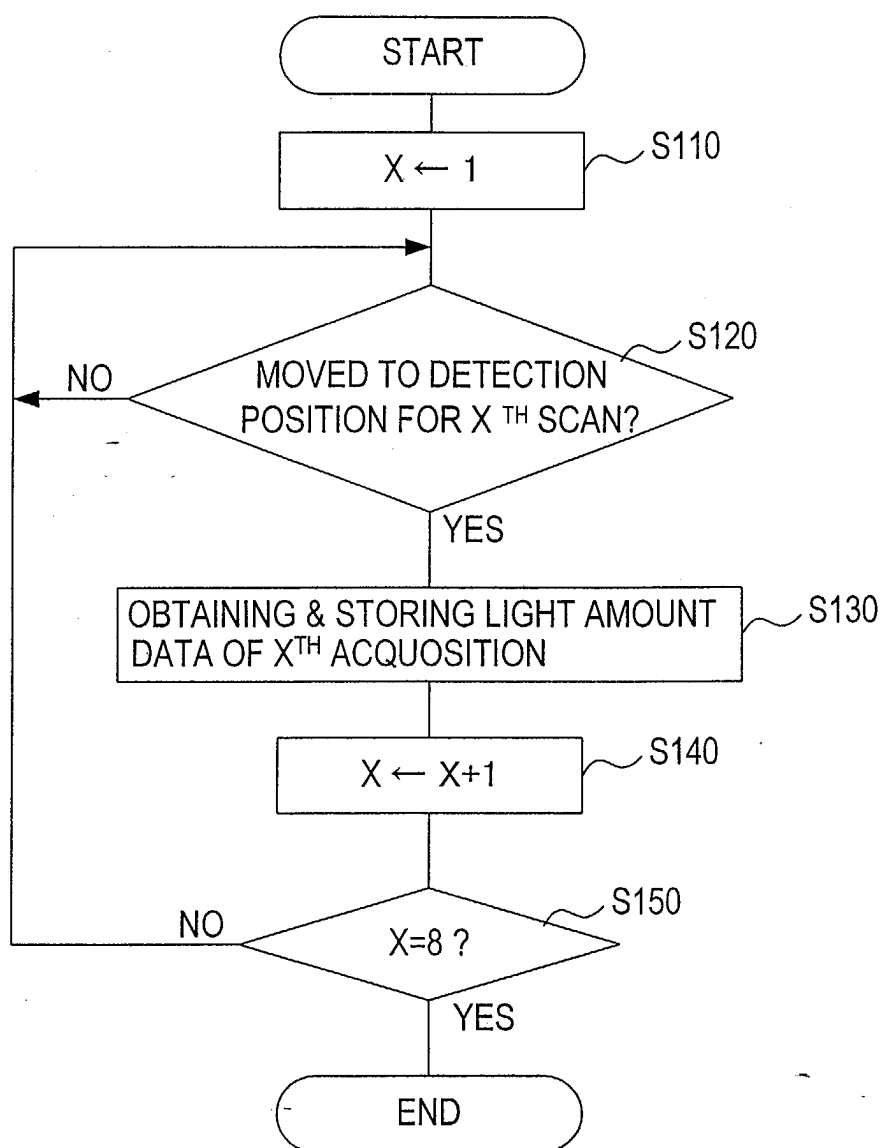 START
X ← 1
S110
S120
MOVED TO DETECTION
POSITION FOR X TH SCAN?
NO
YES
OBTAINING & STORING LIGHT AMOUNT
DATA OF XTH ACQUOSITION
S130
X ← X+1
S140
S150
X=8 ?
NO
YES
END